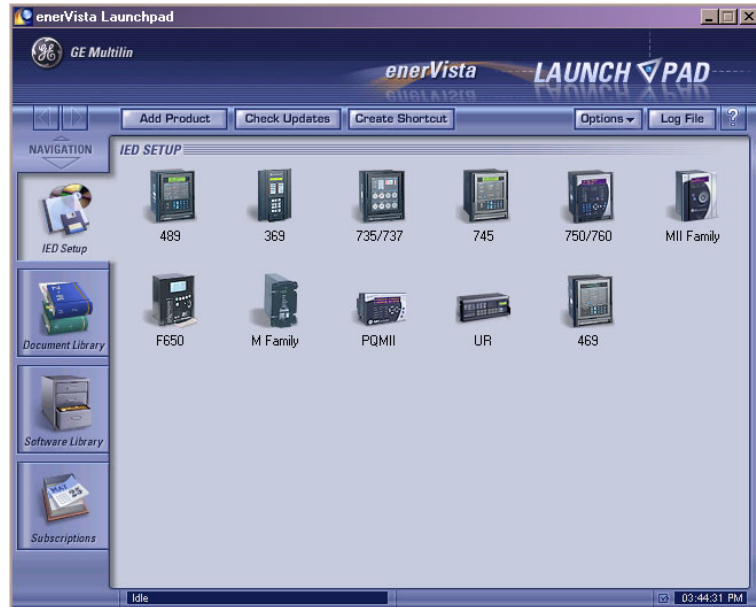 enerVista Launchpad
GE Multilin
enerVista LAUNCH PAD
Add Product Check Updates Create Shortcut Options Log File ?
NAVIGATION
IED SETUP
IED Setup
489 369 735/737 745 750/760 MII Family
Document Library
F650 M Family PQMII UR 469
Software Library
MAY 25
Subscriptions
Idle 03:44:31 PM